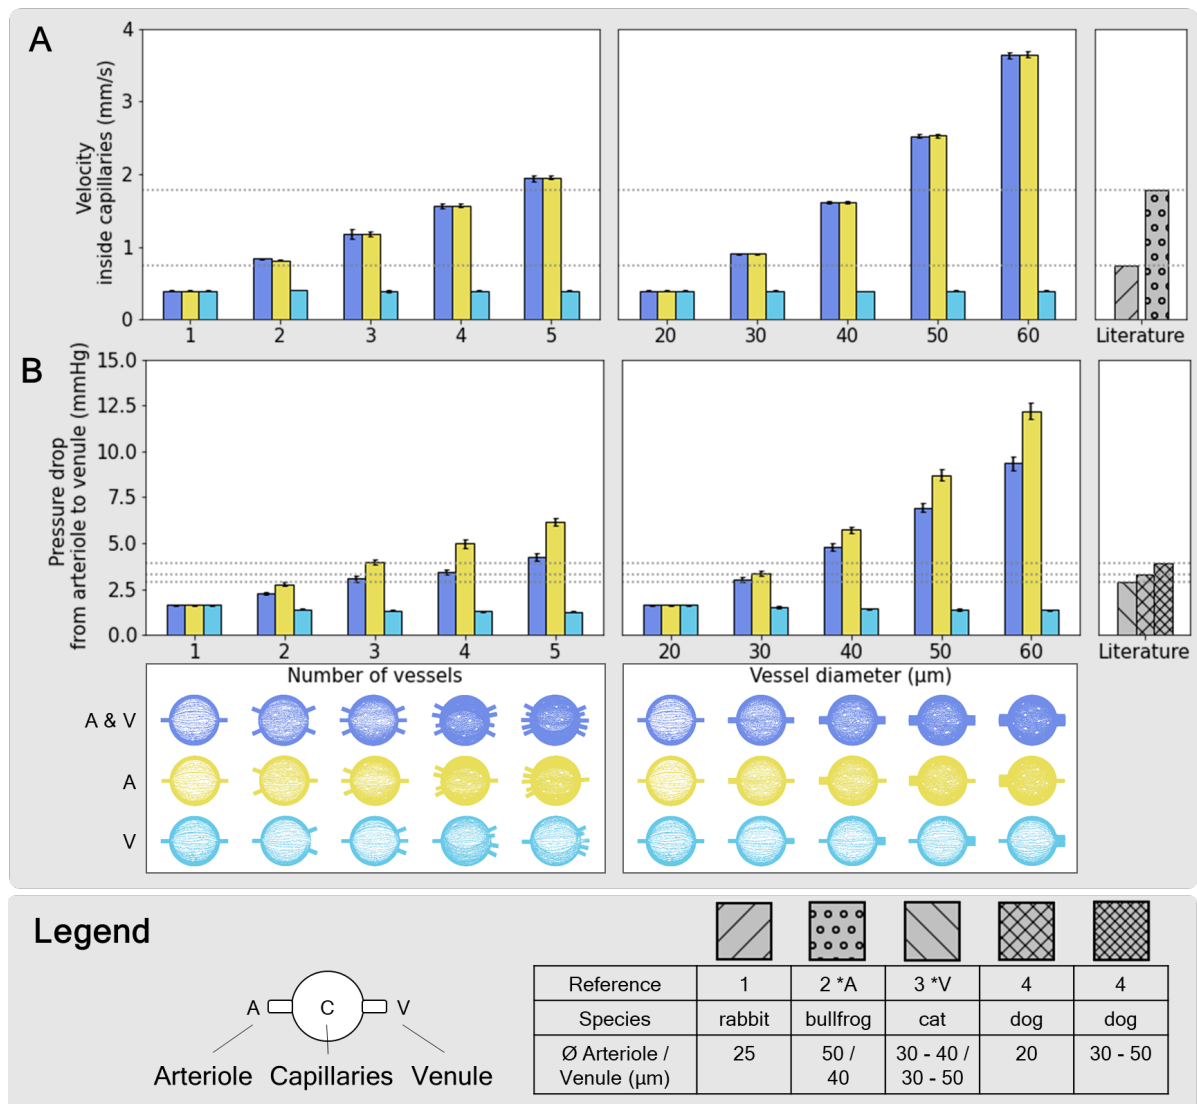 A
Velocity
inside capillaries (mm/s)
4
3
2
1
0
1 2 3 4 5
20 30 40 50 60
Literature
B
Pressure drop
from arteriole to venule (mmHg)
15.0
12.5
10.0
7.5
5.0
2.5
0.0
1 2 3 4 5
20 30 40 50 60
Literature
Number of vessels
Vessel diameter (µm)
A & V
A
V
Legend
A C V
Arteriole Capillaries Venule
Reference 1 2 *A 3 *V 4 4
Species rabbit bullfrog cat dog dog
Ø Arteriole / 25 50 / 30 - 40 / 20 30 - 50
Venule (µm) 40 30 - 50